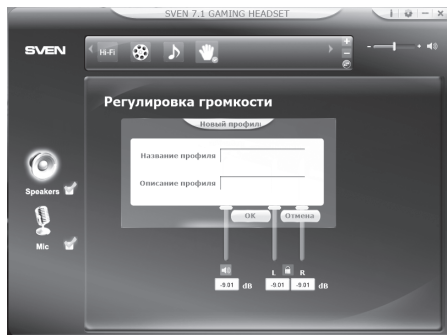 SVEN 7.1 GAMING HEADSET
SVEN
Hi-Fi
Регулировка громкости
Новый профиль
Название профиля
Описание профиля
ОК Отмена
Speakers
Mic
L R
-9.01 dB -9.01 -9.01 dB